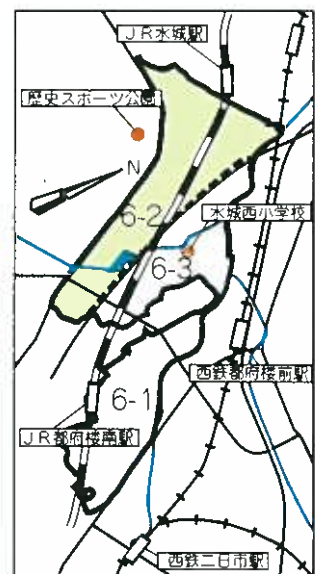 JR水城駅
歴史スポーツ公園
N
6-2
水城西小学校
6-3
西鉄都府楼前駅
6-1
JR都府楼南駅
西鉄二日市駅